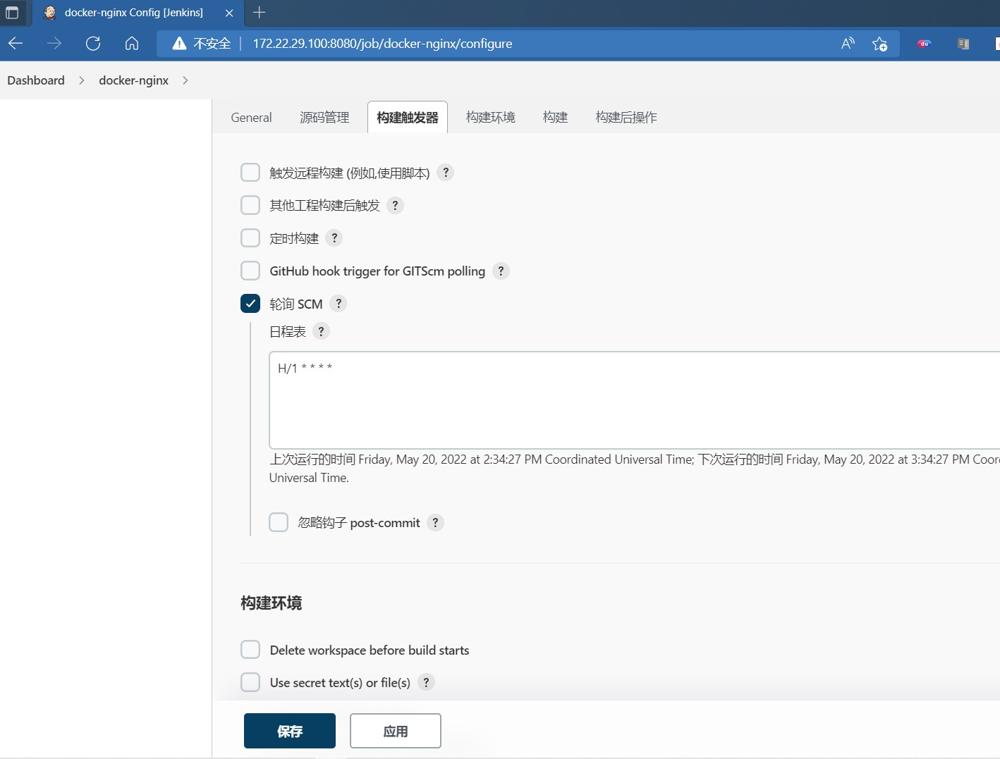 docker-nginx Config [Jenkins]
不安全 172.22.29.100:8080/job/docker-nginx/configure
Dashboard docker-nginx
General 源码管理 构建触发器 构建环境 构建 构建后操作
触发远程构建 (例如,使用脚本) ?
其他工程构建后触发 ?
定时构建 ?
GitHub hook trigger for GITScm polling ?
轮询 SCM ?
日程表 ?
H/1 * * * *
上次运行的时间 Friday, May 20, 2022 at 2:34:27 PM Coordinated Universal Time; 下次运行的时间 Friday, May 20, 2022 at 3:34:27 PM Coor
Universal Time.
忽略钩子 post-commit ?
构建环境
Delete workspace before build starts
Use secret text(s) or file(s) ?
保存 应用